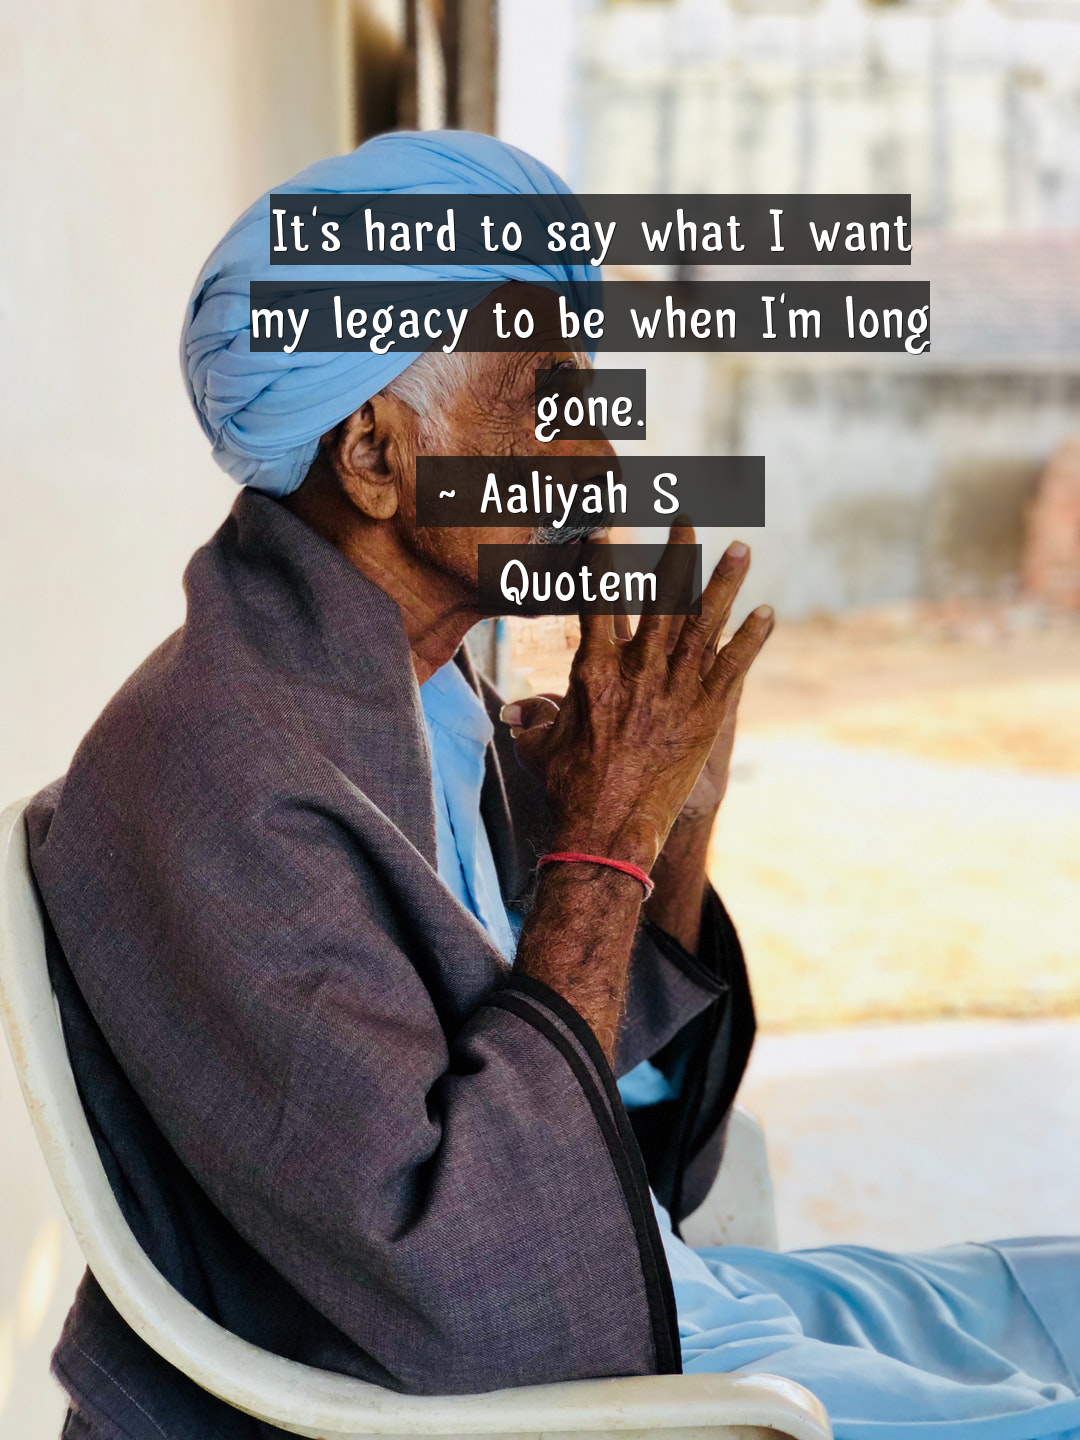 It's hard to say what I want
my legacy to be when I'm long
gone.
~ Aaliyah S
Quotem